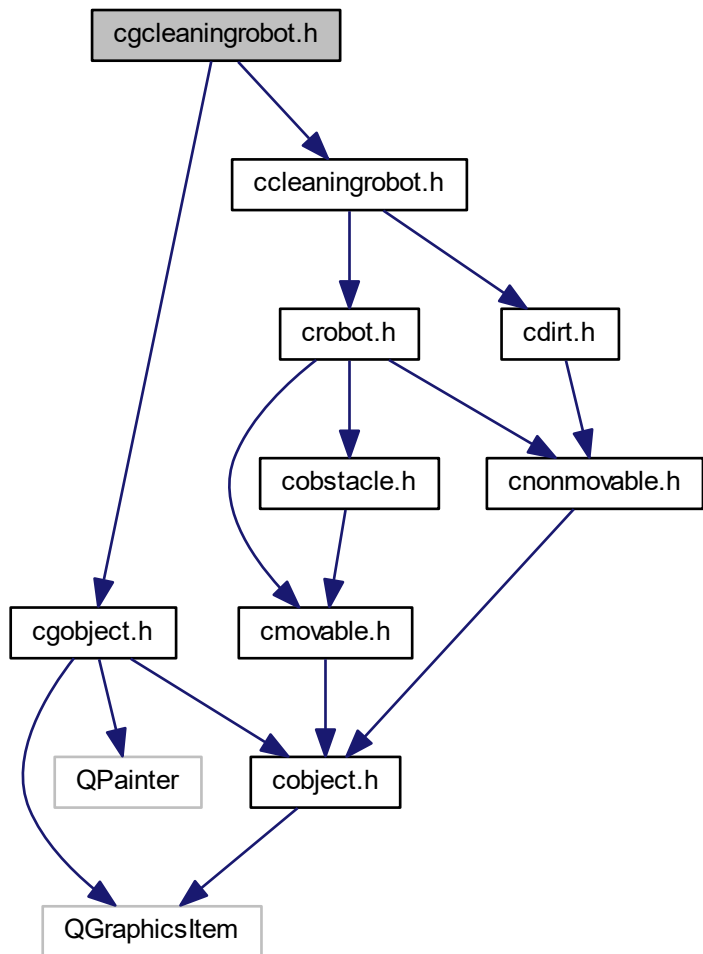 cgcleaningrobot.h
ccleaningrobot.h
crobot.h
cdirt.h
cobstacle.h
cnonmovable.h
cgobject.h
cmovable.h
QPainter
cobject.h
QGraphicsItem